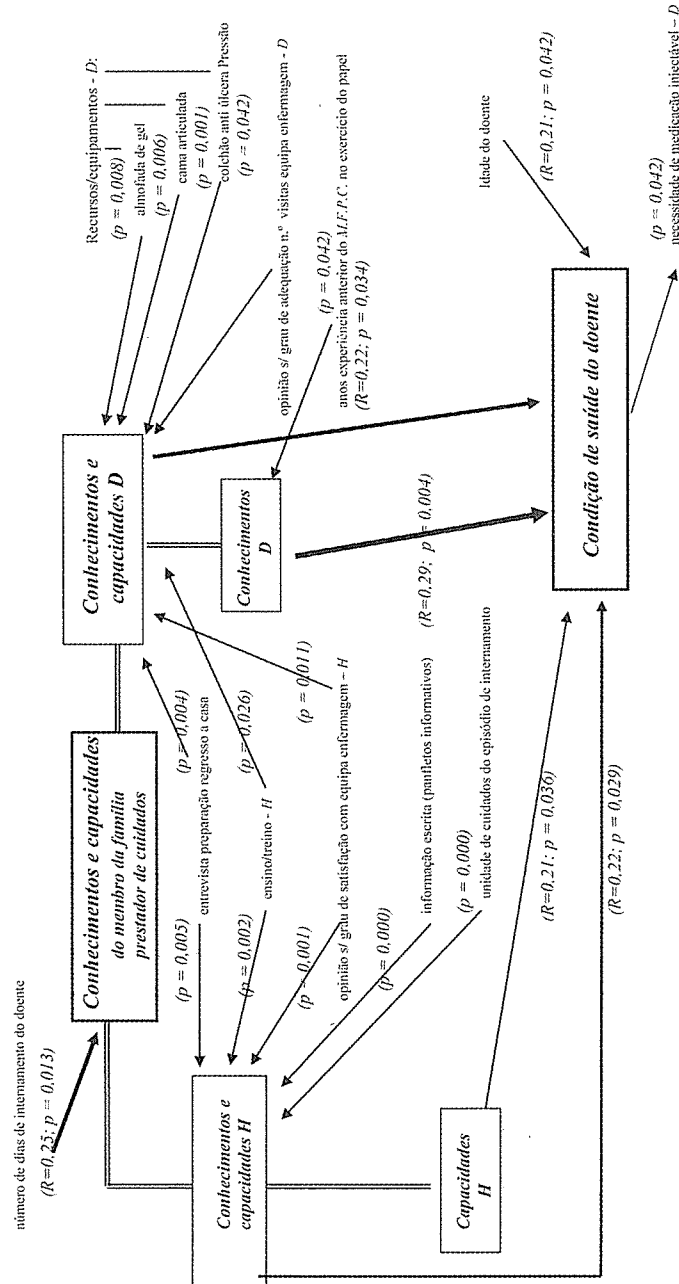 número de dias de internamento do doente
(R=0,25; p = 0,013)
Conhecimentos e capacidades
do membro da família
prestador de cuidados
Conhecimentos e
capacidades H
Capacidades
H
(p = 0,005)
entrevista preparação regresso a casa
(p = 0,004)
(p = 0,002)
ensino/treino - H
(p = 0,026)
(p = 0,001)
opinião s/ grau de satisfação com equipa enfermagem – H
(p = 0,011)
(p = 0,000)
informação escrita (panfletos informativos)
(p = 0,000)
unidade de cuidados do episódio de internamento
Conhecimentos e
capacidades D
Conhecimentos
D
Recursos/equipamentos - D:
(p = 0,008)
almofada de gel
(p = 0,006)
cama articulada
(p = 0,001)
colchão anti úlcera Pressão
(p = 0,042)
opinião s/ grau de adequação n.º visitas equipa enfermagem - D
(p = 0,042)
anos experiência anterior do M.F.P.C. no exercício do papel
(R=0,22; p = 0,034)
(R=0,29; p = 0,004)
(R=0,21; p = 0,036)
(R=0,22; p = 0,029)
Condição de saúde do doente
Idade do doente
(R=0,21; p = 0,042)
(p = 0,042)
necessidade de medicação injectável – D